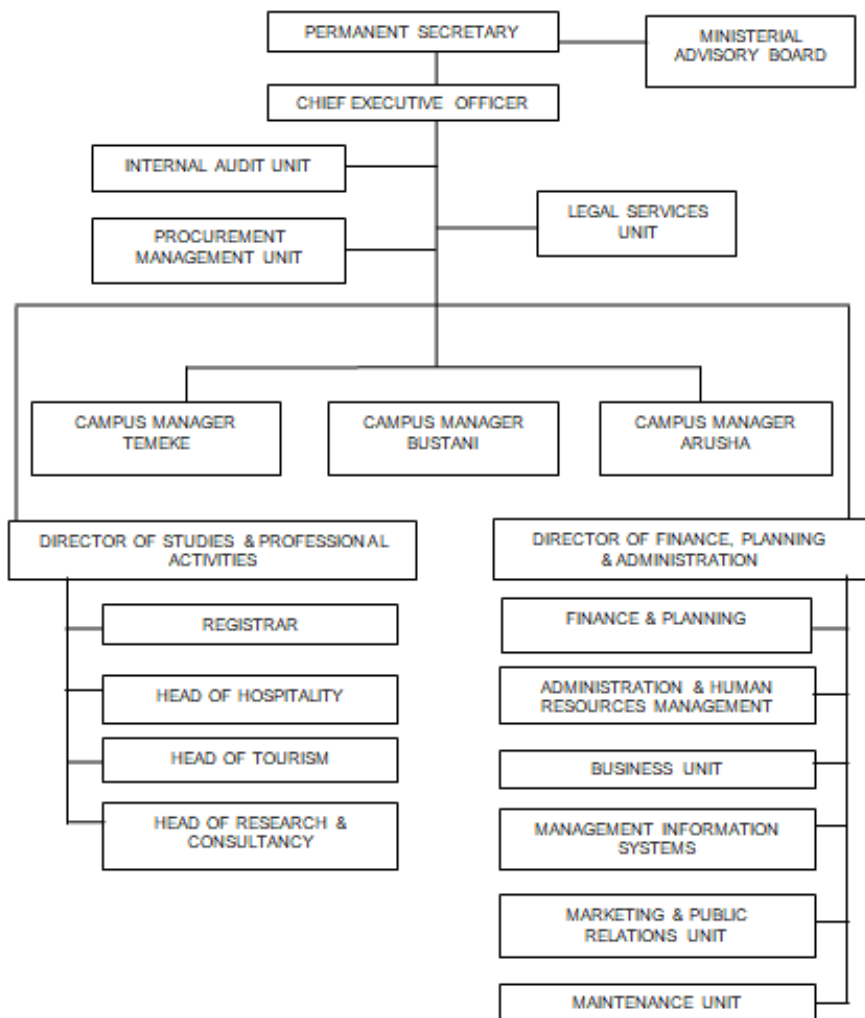 PERMANENT SECRETARY
MINISTERIAL
ADVISORY BOARD
CHIEF EXECUTIVE OFFICER
INTERNAL AUDIT UNIT
LEGAL SERVICES
UNIT
PROCUREMENT
MANAGEMENT UNIT
CAMPUS MANAGER
TEMEKE
CAMPUS MANAGER
BUSTANI
CAMPUS MANAGER
ARUSHA
DIRECTOR OF STUDIES & PROFESSIONAL
ACTIVITIES
REGISTRAR
HEAD OF HOSPITALITY
HEAD OF TOURISM
HEAD OF RESEARCH &
CONSULTANCY
DIRECTOR OF FINANCE, PLANNING
& ADMINISTRATION
FINANCE & PLANNING
ADMINISTRATION & HUMAN
RESOURCES MANAGEMENT
BUSINESS UNIT
MANAGEMENT INFORMATION
SYSTEMS
MARKETING & PUBLIC
RELATIONS UNIT
MAINTENANCE UNIT